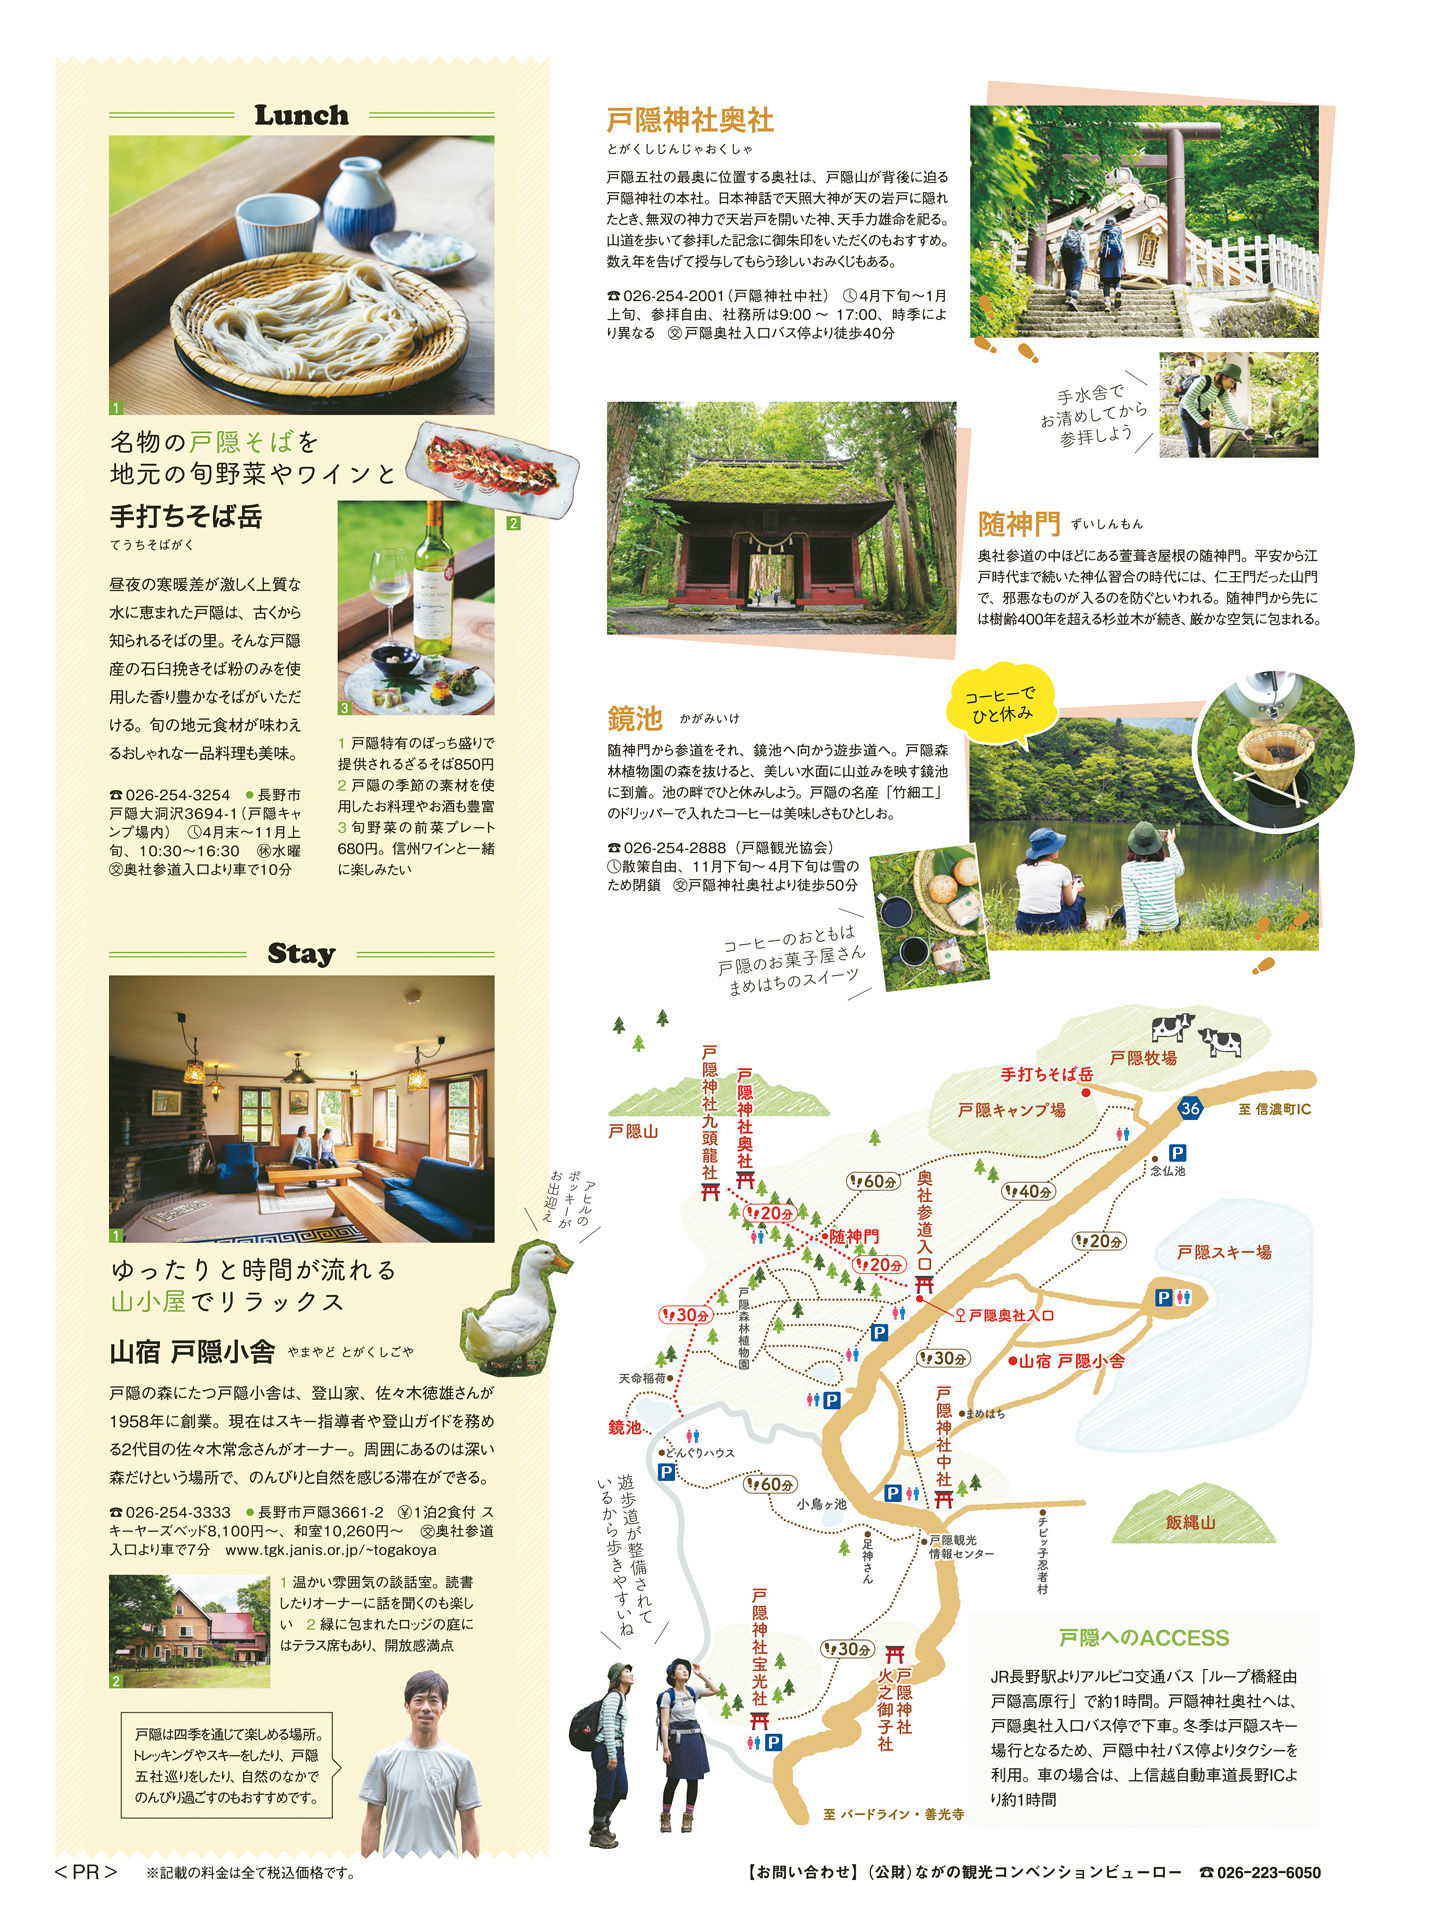 Lunch
1
名物の戸隠そばを
地元の旬野菜やワインと
2
手打ちそば岳
てうちそばがく
昼夜の寒暖差が激しく上質な
水に恵まれた戸隠は、古くから
知られるそばの里。そんな戸隠
産の石臼挽きそば粉のみを使
用した香り豊かなそばがいただ
ける。旬の地元食材が味わえ
るおしゃれな一品料理も美味。
☎026-254-3254 ●長野市
戸隠大洞沢3694-1(戸隠キャ
ンプ場内) 4月末〜11月上
旬、10:30〜16:30 休水曜
交奥社参道入口より車で10分
3
1 戸隠特有のぼっち盛りで
提供されるざるそば850円
2 戸隠の季節の素材を使
用したお料理やお酒も豊富
3 旬野菜の前菜プレート
680円。信州ワインと一緒
に楽しみたい
Stay
1
アヒルの
ポッキーが
お出迎え
ゆったりと時間が流れる
山小屋でリラックス
山宿 戸隠小舎 やまやど とがくしごや
戸隠の森にたつ戸隠小舎は、登山家、佐々木徳雄さんが
1958年に創業。現在はスキー指導者や登山ガイドを務め
る2代目の佐々木常念さんがオーナー。周囲にあるのは深い
森だけという場所で、のんびりと自然を感じる滞在ができる。
☎026-254-3333 ●長野市戸隠3661-2 ¥1泊2食付 ス
キーヤーズベッド8,100円〜、和室10,260円〜 交奥社参道
入口より車で7分 www.tgk.janis.or.jp/~togakoya
2
1 温かい雰囲気の談話室。読書
したりオーナーに話を聞くのも楽し
い 2 緑に包まれたロッジの庭に
はテラス席もあり、開放感満点
戸隠は四季を通じて楽しめる場所。
トレッキングやスキーをしたり、戸隠
五社巡りをしたり、自然のなかで
のんびり過ごすのもおすすめです。
戸隠神社奥社
とがくしじんじゃおくしゃ
戸隠五社の最奥に位置する奥社は、戸隠山が背後に迫る
戸隠神社の本社。日本神話で天照大神が天の岩戸に隠れ
たとき、無双の神力で天岩戸を開いた神、天手力雄命を祀る。
山道を歩いて参拝した記念に御朱印をいただくのもおすすめ。
数え年を告げて授与してもらう珍しいおみくじもある。
☎026-254-2001(戸隠神社中社) 4月下旬〜1月
上旬、参拝自由、社務所は9:00 〜 17:00、時季によ
り異なる 交戸隠奥社入口バス停より徒歩40分
手水舎で
お清めしてから
参拝しよう
随神門 ずいしんもん
奥社参道の中ほどにある萱葺き屋根の随神門。平安から江
戸時代まで続いた神仏習合の時代には、仁王門だった山門
で、邪悪なものが入るのを防ぐといわれる。随神門から先に
は樹齢400年を超える杉並木が続き、厳かな空気に包まれる。
鏡池 かがみいけ
随神門から参道をそれ、鏡池へ向かう遊歩道へ。戸隠森
林植物園の森を抜けると、美しい水面に山並みを映す鏡池
に到着。池の畔でひと休みしよう。戸隠の名産「竹細工」
のドリッパーで入れたコーヒーは美味しさもひとしお。
☎026-254-2888(戸隠観光協会)
散策自由、11月下旬〜4月下旬は雪の
ため閉鎖 交戸隠神社奥社より徒歩50分
コーヒーで
ひと休み
コーヒーのおともは
戸隠のお菓子屋さん
まめはちのスイーツ
戸隠山
戸隠神社九頭龍社
戸隠神社奥社
戸隠牧場
手打ちそば岳
戸隠キャンプ場
36
至 信濃町IC
P
念仏池
60分
40分
20分
奥社参道入口
20分
随神門
20分
戸隠スキー場
P
30分
戸隠森林植物園
戸隠奥社入口
P
30分
山宿 戸隠小舎
天命稲荷
P
鏡池
戸隠神社中社
まめはち
どんぐりハウス
P
60分
小鳥ヶ池
P
飯縄山
足神さん
戸隠観光
情報センター
チビッ子忍者村
遊歩道が整備されて
いるから歩きやすいね
戸隠神社宝光社
30分
戸隠神社
火之御子社
P
至 バードライン・善光寺
戸隠へのACCESS
JR長野駅よりアルピコ交通バス「ループ橋経由
戸隠高原行」で約1時間。戸隠神社奥社へは、
戸隠奥社入口バス停で下車。冬季は戸隠スキー
場行となるため、戸隠中社バス停よりタクシーを
利用。車の場合は、上信越自動車道長野ICよ
り約1時間
＜PR＞ ※記載の料金は全て税込価格です。
【お問い合わせ】(公財)ながの観光コンベンションビューロー ☎026-223-6050